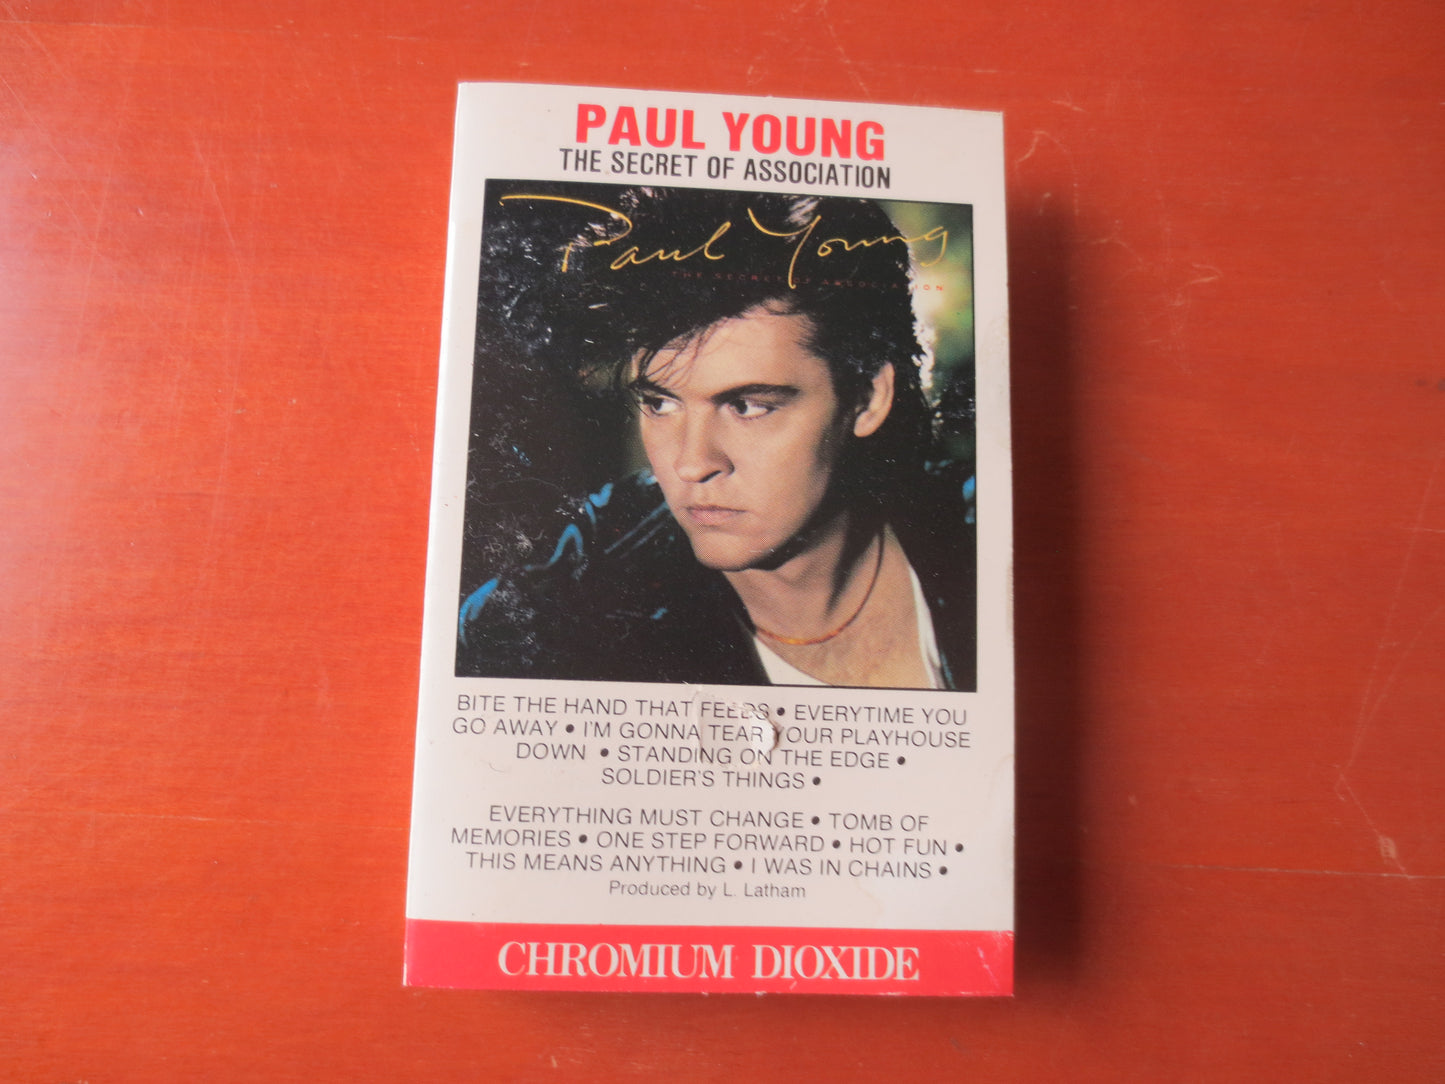 PAUL YOUNG
THE SECRET OF ASSOCIATION
Paul Young
THE SECRET OF ASSOCIATION
BITE THE HAND THAT FEEDS • EVERYTIME YOU
GO AWAY • I'M GONNA TEAR YOUR PLAYHOUSE
DOWN • STANDING ON THE EDGE •
SOLDIER'S THINGS •
EVERYTHING MUST CHANGE • TOMB OF
MEMORIES • ONE STEP FORWARD • HOT FUN •
THIS MEANS ANYTHING • I WAS IN CHAINS •
Produced by L. Latham
CHROMIUM DIOXIDE